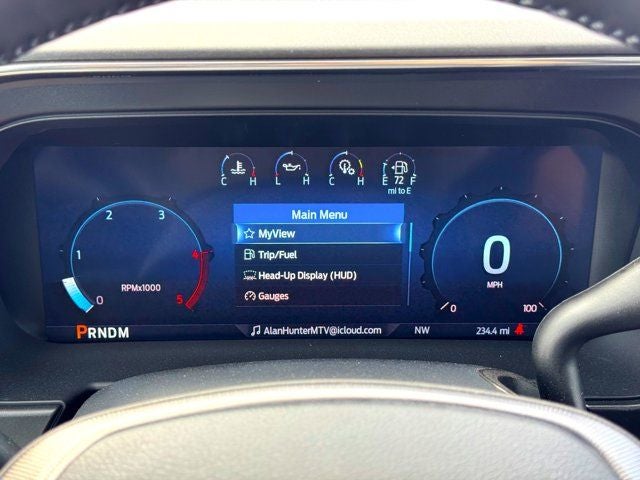 C H
L H
C H
E 72 F
mi to E
Main Menu
MyView
Trip/Fuel
Head-Up Display (HUD)
Gauges
2 3
1 4
0 5
RPMx1000
0
MPH
0 100
PRNDM
AlanHunterMTV@icloud.com
NW
234.4 mi